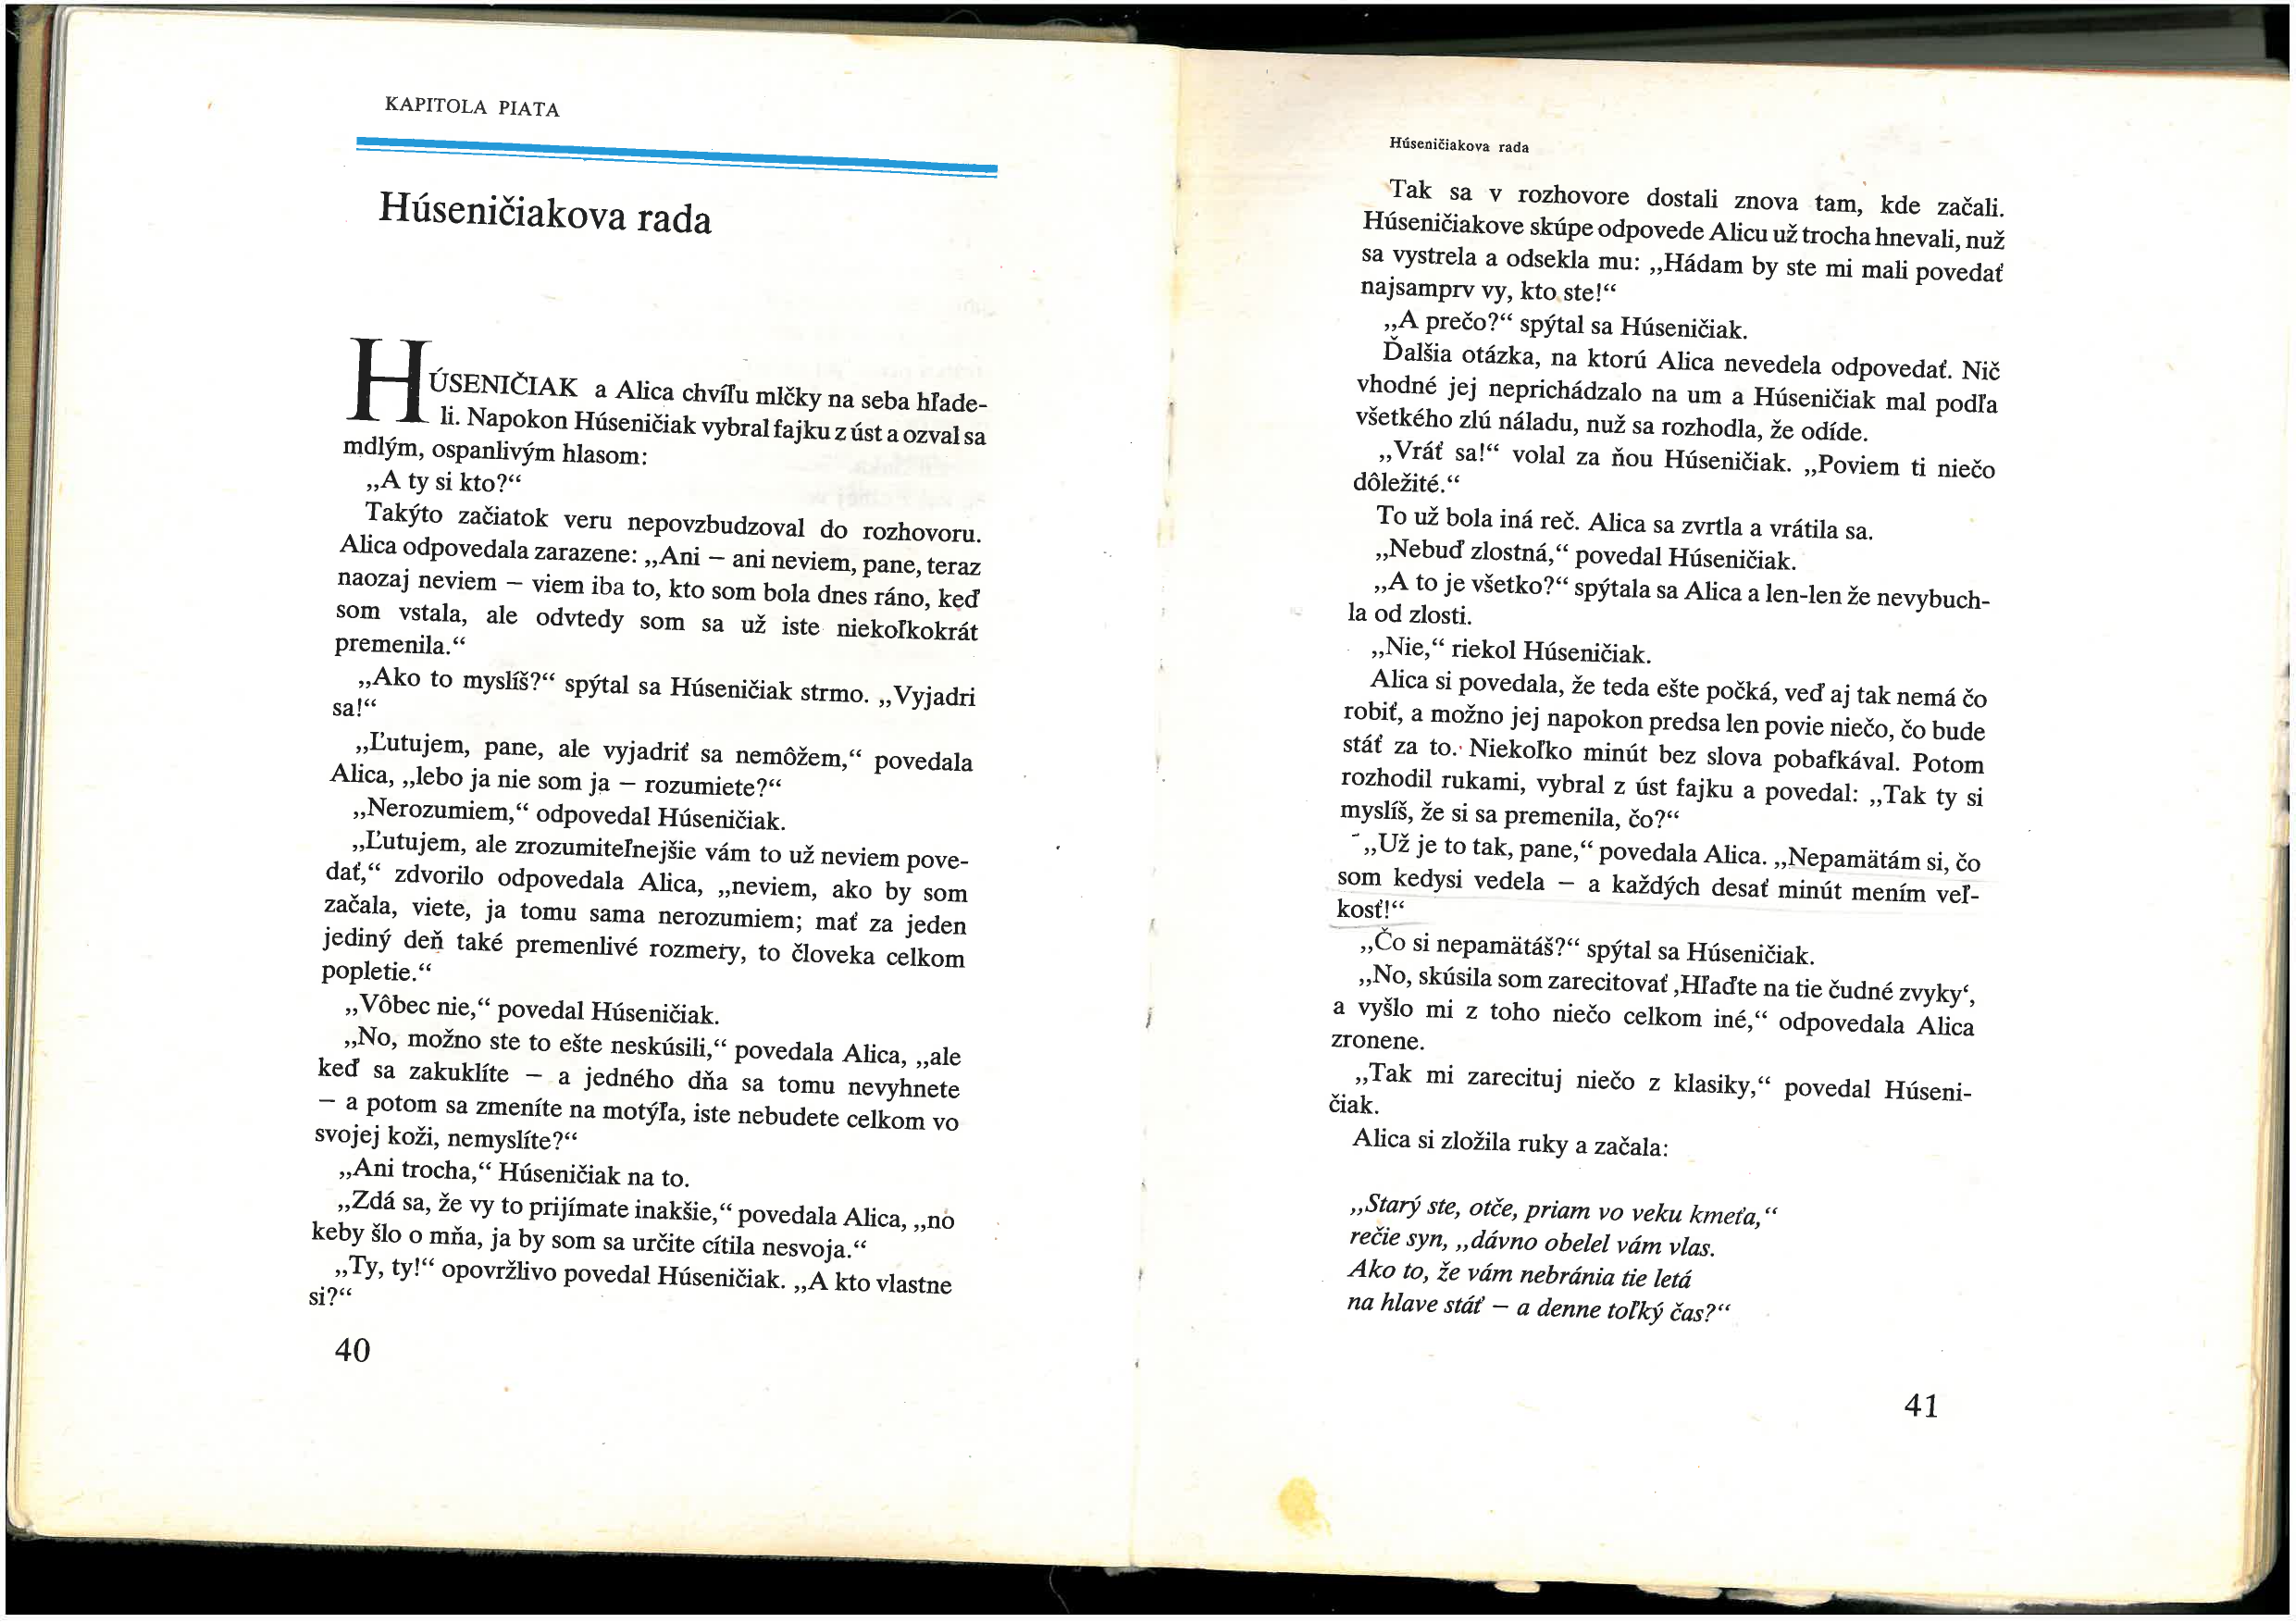 KAPITOLA PIATA
Húseničiakova rada
HÚSENIČIAK a Alica chvíľu mlčky na seba hľade-
li. Napokon Húseničiak vybral fajku z úst a ozval sa
mdlým, ospanlivým hlasom:
„A ty si kto?“
Takýto začiatok veru nepovzbudzoval do rozhovoru.
Alica odpovedala zarazene: „Ani — ani neviem, pane, teraz
naozaj neviem — viem iba to, kto som bola dnes ráno, keď
som vstala, ale odvtedy som sa už iste niekoľkokrát
premenila.“
„Ako to myslíš?“ spýtal sa Húseničiak strmo. „Vyjadri
sa!“
„Ľutujem, pane, ale vyjadriť sa nemôžem,“ povedala
Alica, „lebo ja nie som ja — rozumiete?“
„Nerozumiem,“ odpovedal Húseničiak.
„Ľutujem, ale zrozumiteľnejšie vám to už neviem pove-
dať,“ zdvorilo odpovedala Alica, „neviem, ako by som
začala, viete, ja tomu sama nerozumiem; mať za jeden
jediný deň také premenlivé rozmery, to človeka celkom
popletie.“
„Vôbec nie,“ povedal Húseničiak.
„No, možno ste to ešte neskúsili,“ povedala Alica, „ale
keď sa zakuklíte — a jedného dňa sa tomu nevyhnete
— a potom sa zmeníte na motýľa, iste nebudete celkom vo
svojej koži, nemyslíte?“
„Ani trocha,“ Húseničiak na to.
„Zdá sa, že vy to prijímate inakšie,“ povedala Alica, „no
keby šlo o mňa, ja by som sa určite cítila nesvoja.“
„Ty, ty!“ opovržlivo povedal Húseničiak. „A kto vlastne
si?“
40
Húseničiakova rada
Tak sa v rozhovore dostali znova tam, kde začali.
Húseničiakove skúpe odpovede Alicu už trocha hnevali, nuž
sa vystrela a odsekla mu: „Hádam by ste mi mali povedať
najsamprv vy, kto ste!“
„A prečo?“ spýtal sa Húseničiak.
Ďalšia otázka, na ktorú Alica nevedela odpovedať. Nič
vhodné jej neprichádzalo na um a Húseničiak mal podľa
všetkého zlú náladu, nuž sa rozhodla, že odíde.
„Vráť sa!“ volal za ňou Húseničiak. „Poviem ti niečo
dôležité.“
To už bola iná reč. Alica sa zvrtla a vrátila sa.
„Nebuď zlostná,“ povedal Húseničiak.
„A to je všetko?“ spýtala sa Alica a len-len že nevybuch-
la od zlosti.
„Nie,“ riekol Húseničiak.
Alica si povedala, že teda ešte počká, veď aj tak nemá čo
robiť, a možno jej napokon predsa len povie niečo, čo bude
stáť za to. Niekoľko minút bez slova pobafkával. Potom
rozhodil rukami, vybral z úst fajku a povedal: „Tak ty si
myslíš, že si sa premenila, čo?“
„Už je to tak, pane,“ povedala Alica. „Nepamätám si, čo
som kedysi vedela — a každých desať minút mením veľ-
kosť!“
„Čo si nepamätáš?“ spýtal sa Húseničiak.
„No, skúsila som zarecitovať ‚Hľaďte na tie čudné zvyky‘,
a vyšlo mi z toho niečo celkom iné,“ odpovedala Alica
zronene.
„Tak mi zarecituj niečo z klasiky,“ povedal Húseni-
čiak.
Alica si zložila ruky a začala:
„Starý ste, otče, priam vo veku kmeťa,“
rečie syn, „dávno obelel vám vlas.
Ako to, že vám nebránia tie letá
na hlave stáť — a denne toľký čas?“
41